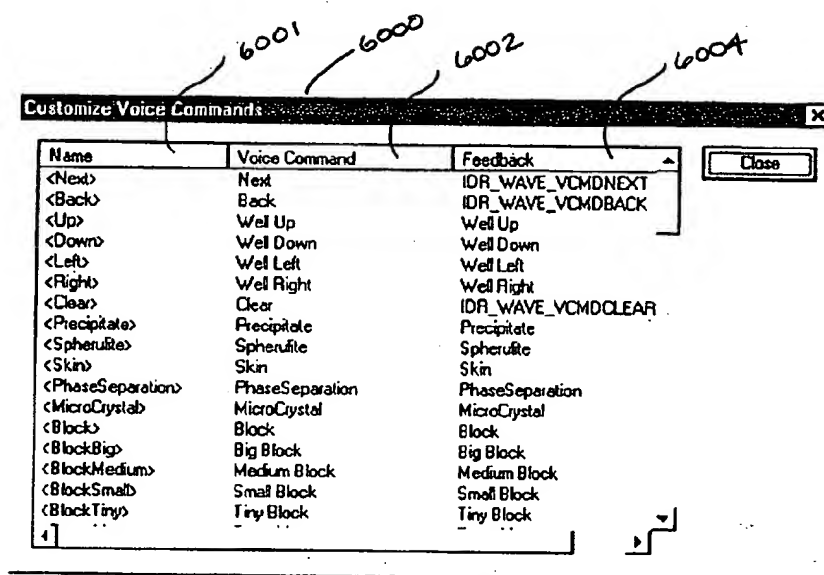 6001 6000 6002 6004
Customize Voice Commands
Name Voice Command Feedback Close
<Next> Next IDR_WAVE_VCMDNEXT
<Back> Back IDR_WAVE_VCMDBACK
<Up> Well Up Well Up
<Down> Well Down Well Down
<Left> Well Left Well Left
<Right> Well Right Well Right
<Clear> Clear IDR_WAVE_VCMDCLEAR
<Precipitate> Precipitate Precipitate
<Spherulite> Spherulite Spherulite
<Skin> Skin Skin
<PhaseSeparation> PhaseSeparation PhaseSeparation
<MicroCrystal> MicroCrystal MicroCrystal
<Block> Block Block
<BlockBig> Big Block Big Block
<BlockMedium> Medium Block Medium Block
<BlockSmall> Small Block Small Block
<BlockTiny> Tiny Block Tiny Block